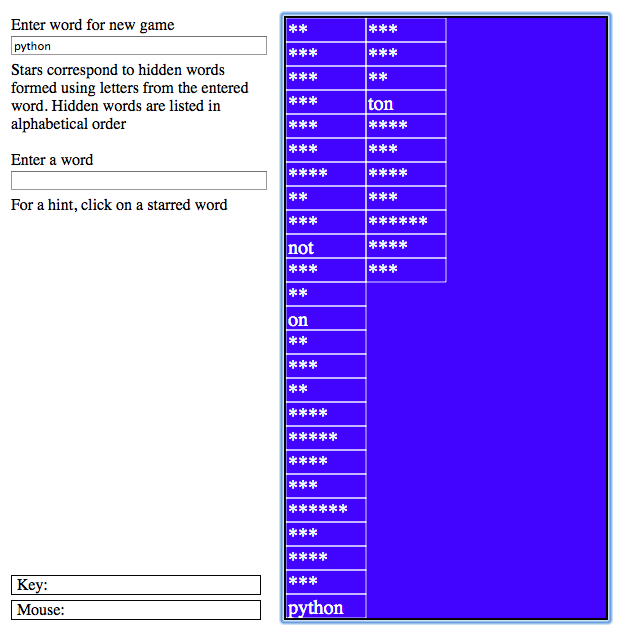 Enter word for new game
python
Stars correspond to hidden words
formed using letters from the entered
word. Hidden words are listed in
alphabetical order
Enter a word
For a hint, click on a starred word
Key:
Mouse:
**
***
***
***
***
***
****
**
***
not
***
**
on
**
***
**
****
*****
****
***
******
***
****
***
python
***
***
**
ton
****
***
****
***
******
****
***